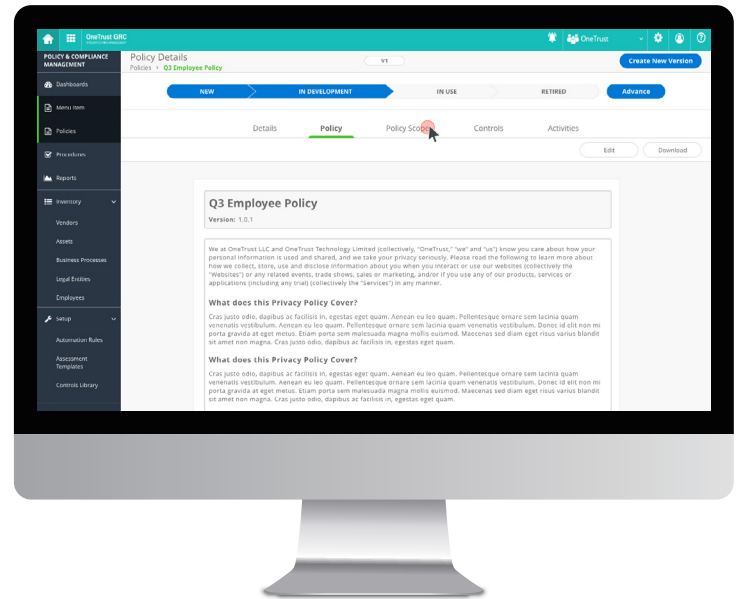 OneTrust GRC
OneTrust
POLICY & COMPLIANCE
MANAGEMENT
Policy Details
Policies > Q3 Employee Policy
V1
Create New Version
Dashboards
Menu Item
Policies
Procedures
Reports
Inventory
Vendors
Assets
Business Processes
Legal Entities
Employees
Setup
Automation Rules
Assessment
Templates
Controls Library
NEW
IN DEVELOPMENT
IN USE
RETIRED
Advance
Details
Policy
Policy Scope
Controls
Activities
Edit
Download
Q3 Employee Policy
Version: 1.0.1
We at OneTrust LLC and OneTrust Technology Limited (collectively, "OneTrust," "we" and "us") know you care about how your
personal information is used and shared, and we take your privacy seriously. Please read the following to learn more about
how we collect, store, use and disclose information about you when you interact or use our websites (collectively the
"Websites") or any related events, trade shows, sales or marketing, and/or if you use any of our products, services or
applications (including any trial) (collectively the "Services") in any manner.
What does this Privacy Policy Cover?
Cras justo odio, dapibus ac facilisis in, egestas eget quam. Aenean eu leo quam. Pellentesque ornare sem lacinia quam
venenatis vestibulum. Aenean eu leo quam. Pellentesque ornare sem lacinia quam venenatis vestibulum. Donec id elit non mi
porta gravida at eget metus. Etiam porta sem malesuada magna mollis euismod. Maecenas sed diam eget risus varius blandit
sit amet non magna. Cras justo odio, dapibus ac facilisis in, egestas eget quam.
What does this Privacy Policy Cover?
Cras justo odio, dapibus ac facilisis in, egestas eget quam. Aenean eu leo quam. Pellentesque ornare sem lacinia quam
venenatis vestibulum. Aenean eu leo quam. Pellentesque ornare sem lacinia quam venenatis vestibulum. Donec id elit non mi
porta gravida at eget metus. Etiam porta sem malesuada magna mollis euismod. Maecenas sed diam eget risus varius blandit
sit amet non magna. Cras justo odio, dapibus ac facilisis in, egestas eget quam.